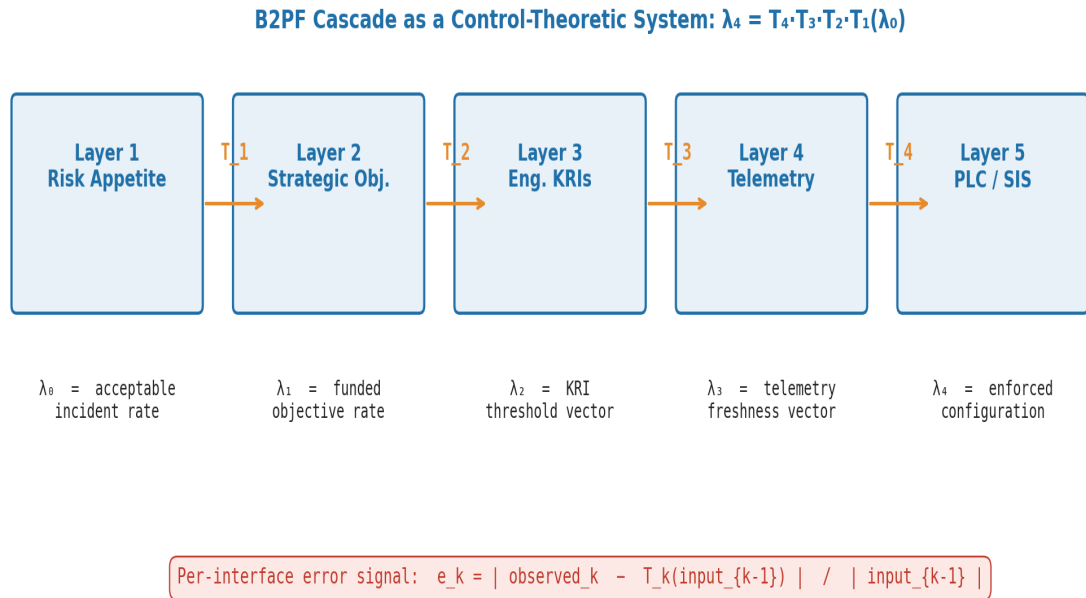 B2PF Cascade as a Control-Theoretic System: λ₄ = T₄·T₃·T₂·T₁(λ₀)
Layer 1
Risk Appetite
T_1
Layer 2
Strategic Obj.
T_2
Layer 3
Eng. KRIs
T_3
Layer 4
Telemetry
T_4
Layer 5
PLC / SIS
λ₀ = acceptable
incident rate
λ₁ = funded
objective rate
λ₂ = KRI
threshold vector
λ₃ = telemetry
freshness vector
λ₄ = enforced
configuration
Per-interface error signal: e_k = | observed_k − T_k(input_{k-1}) | / | input_{k-1} |